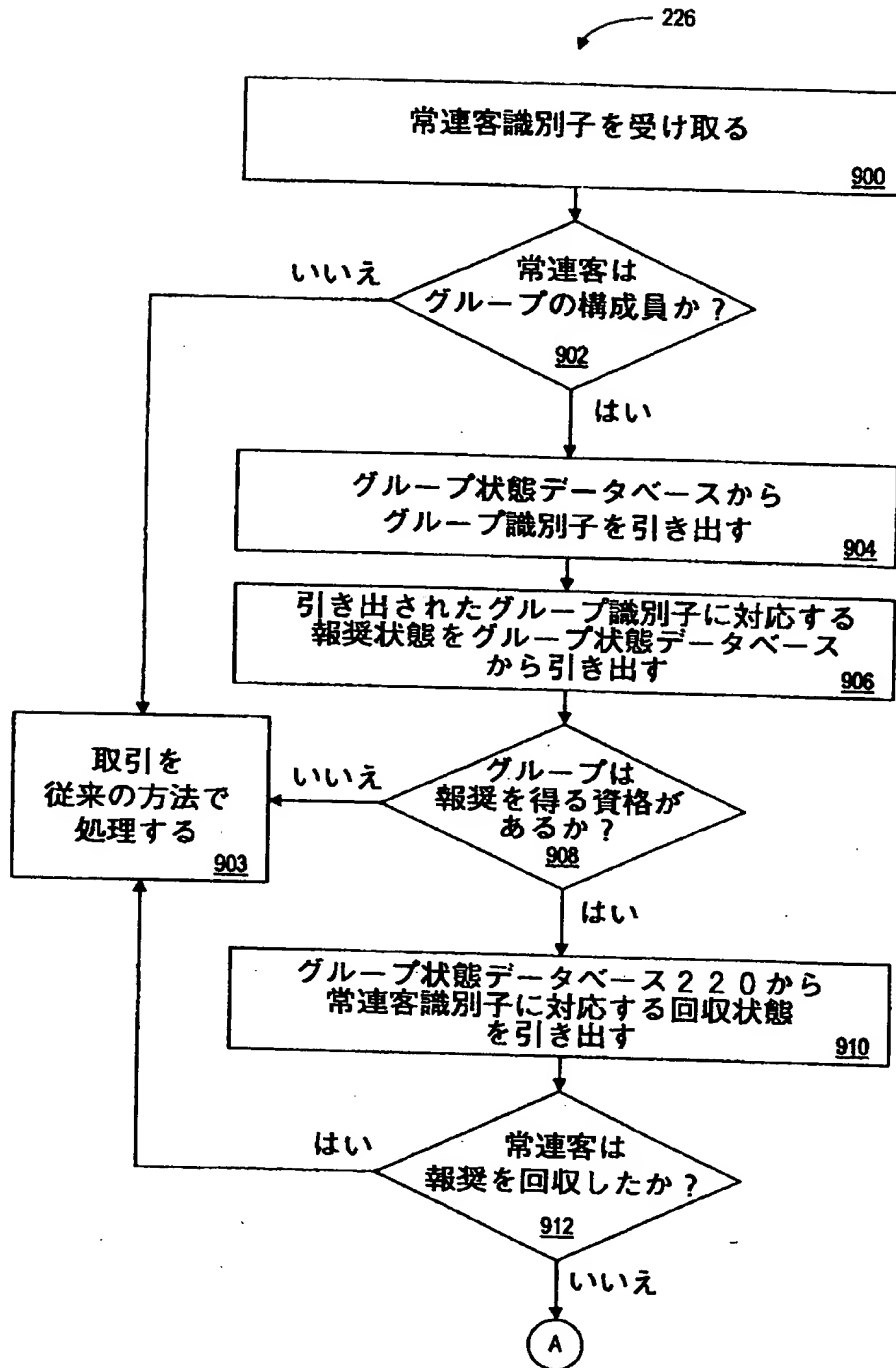 226
常連客識別子を受け取る
900
常連客は
グループの構成員か？
902
いいえ
はい
グループ状態データベースから
グループ識別子を引き出す
904
引き出されたグループ識別子に対応する
報奨状態をグループ状態データベース
から引き出す
906
取引を
従来の方法で
処理する
903
いいえ
グループは
報奨を得る資格が
あるか？
908
はい
グループ状態データベース２２０から
常連客識別子に対応する回収状態
を引き出す
910
はい
常連客は
報奨を回収したか？
912
いいえ
A